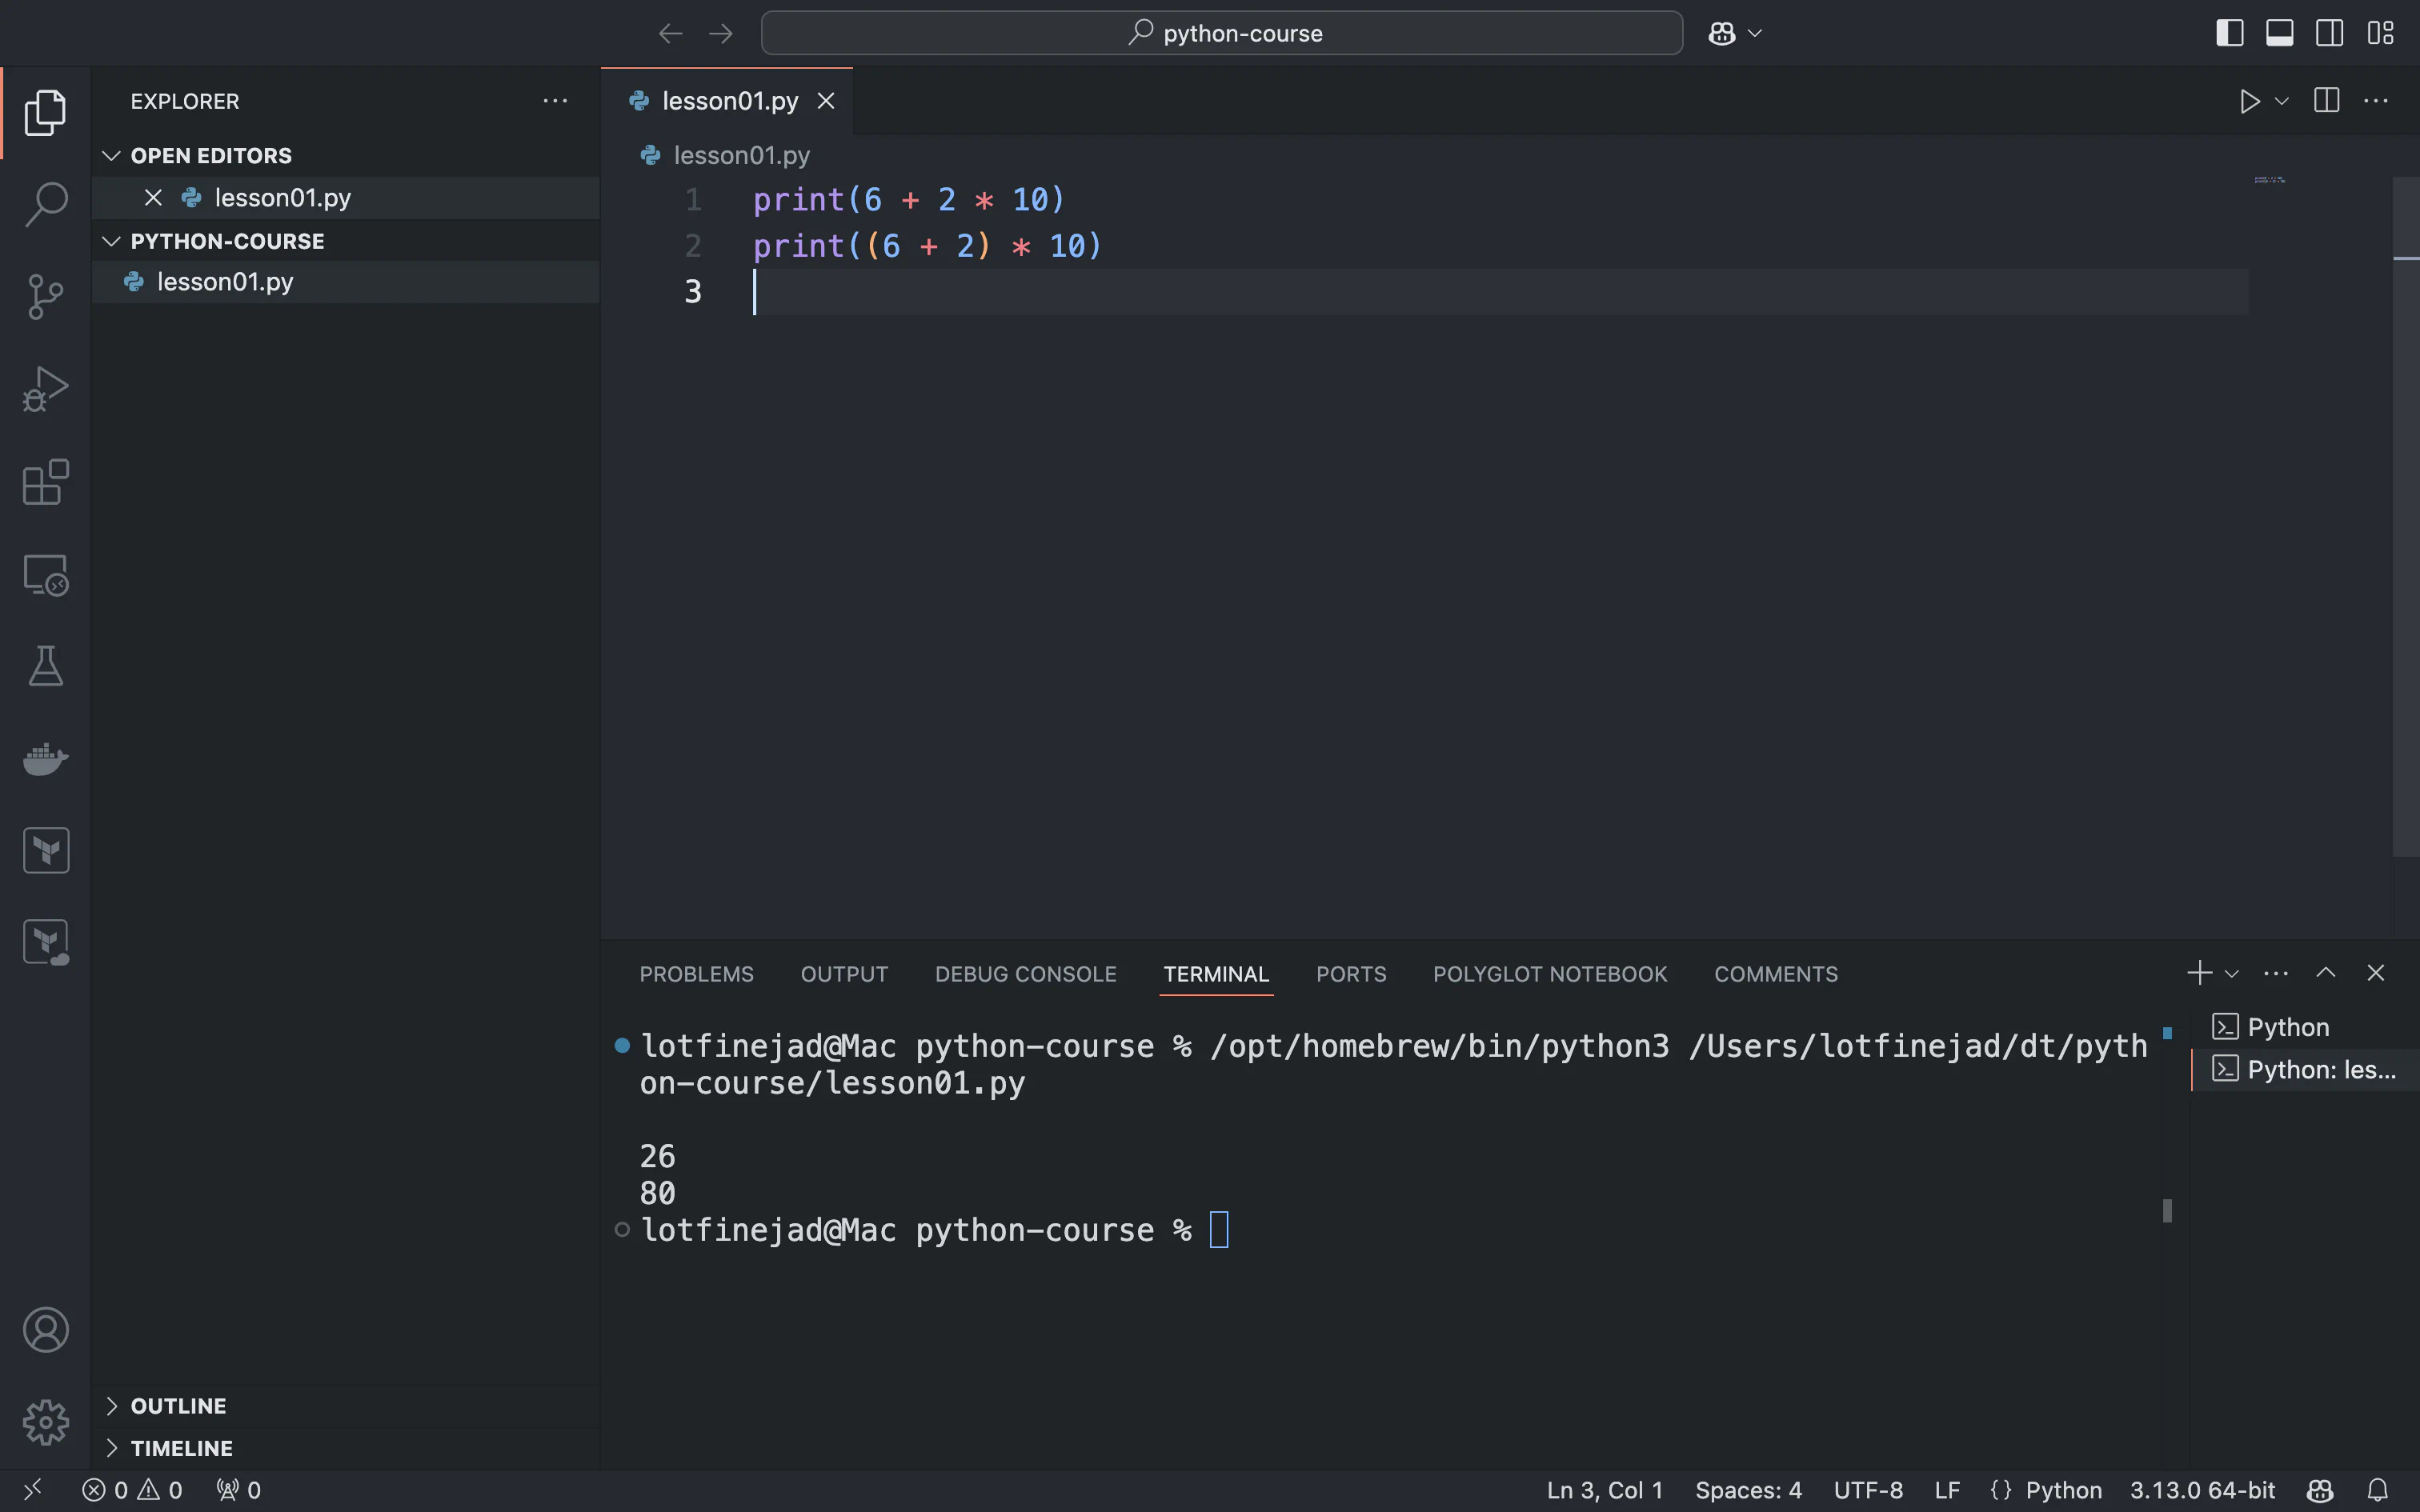 python-course
EXPLORER
OPEN EDITORS
lesson01.py
PYTHON-COURSE
lesson01.py
OUTLINE
TIMELINE
lesson01.py
lesson01.py
1 print(6 + 2 * 10)
2 print((6 + 2) * 10)
3
PROBLEMS OUTPUT DEBUG CONSOLE TERMINAL PORTS POLYGLOT NOTEBOOK COMMENTS
lotfinejad@Mac python-course % /opt/homebrew/bin/python3 /Users/lotfinejad/dt/pyth
on-course/lesson01.py
26
80
lotfinejad@Mac python-course %
Python
Python: les...
0 0 0 Ln 3, Col 1 Spaces: 4 UTF-8 LF {} Python 3.13.0 64-bit